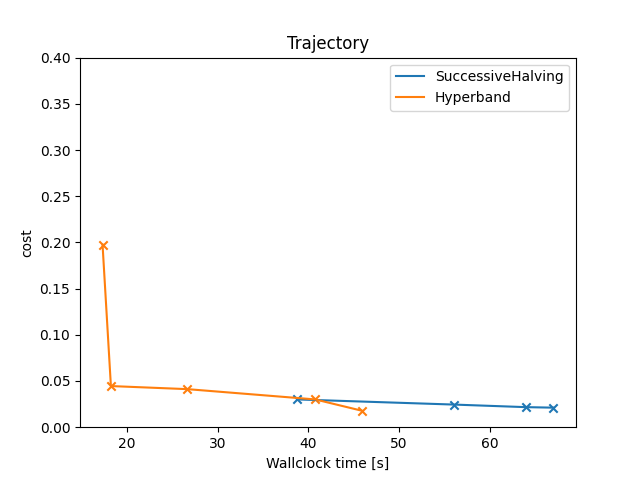 Trajectory
SuccessiveHalving
Hyperband
0.40
0.35
0.30
0.25
0.20
0.15
0.10
0.05
0.00
cost
20 30 40 50 60
Wallclock time [s]